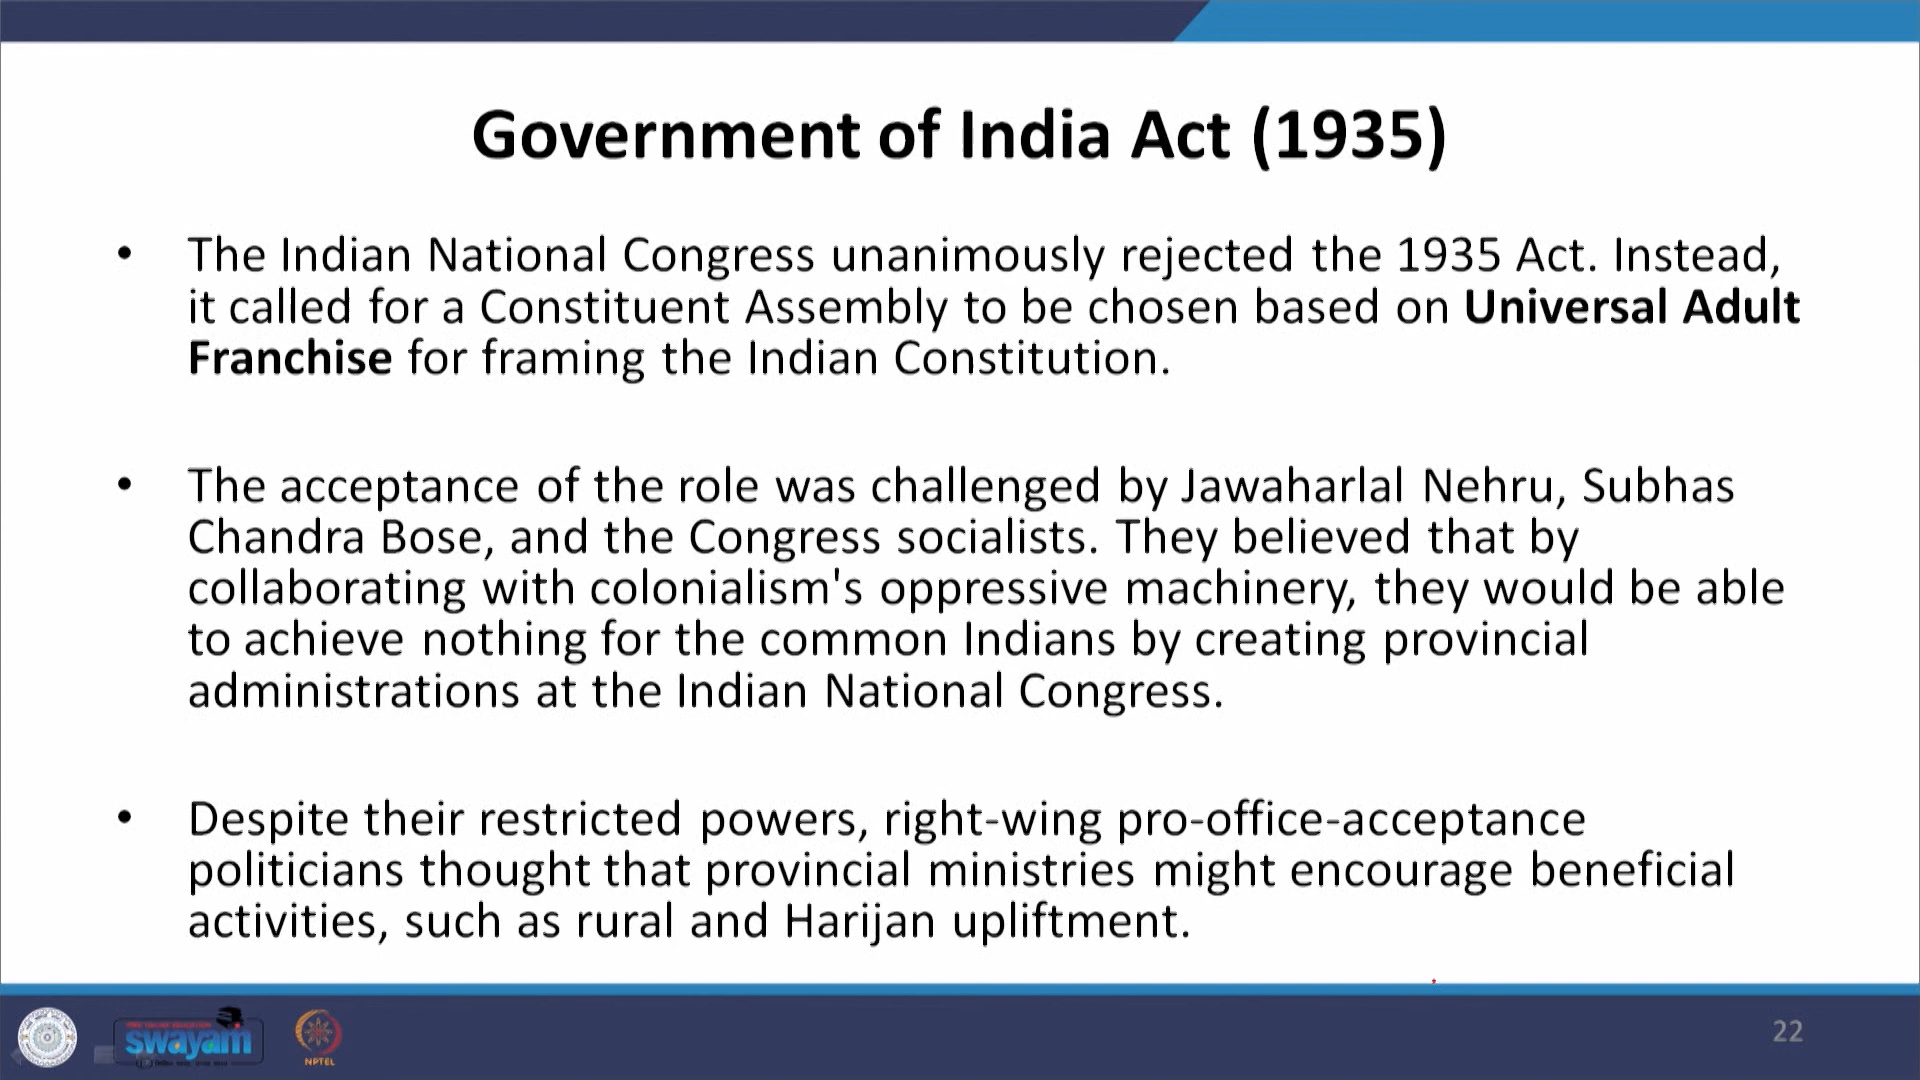 Government of India Act (1935)
• The Indian National Congress unanimously rejected the 1935 Act. Instead,
it called for a Constituent Assembly to be chosen based on Universal Adult
Franchise for framing the Indian Constitution.
• The acceptance of the role was challenged by Jawaharlal Nehru, Subhas
Chandra Bose, and the Congress socialists. They believed that by
collaborating with colonialism's oppressive machinery, they would be able
to achieve nothing for the common Indians by creating provincial
administrations at the Indian National Congress.
• Despite their restricted powers, right-wing pro-office-acceptance
politicians thought that provincial ministries might encourage beneficial
activities, such as rural and Harijan upliftment.
swayam
NPTEL
22